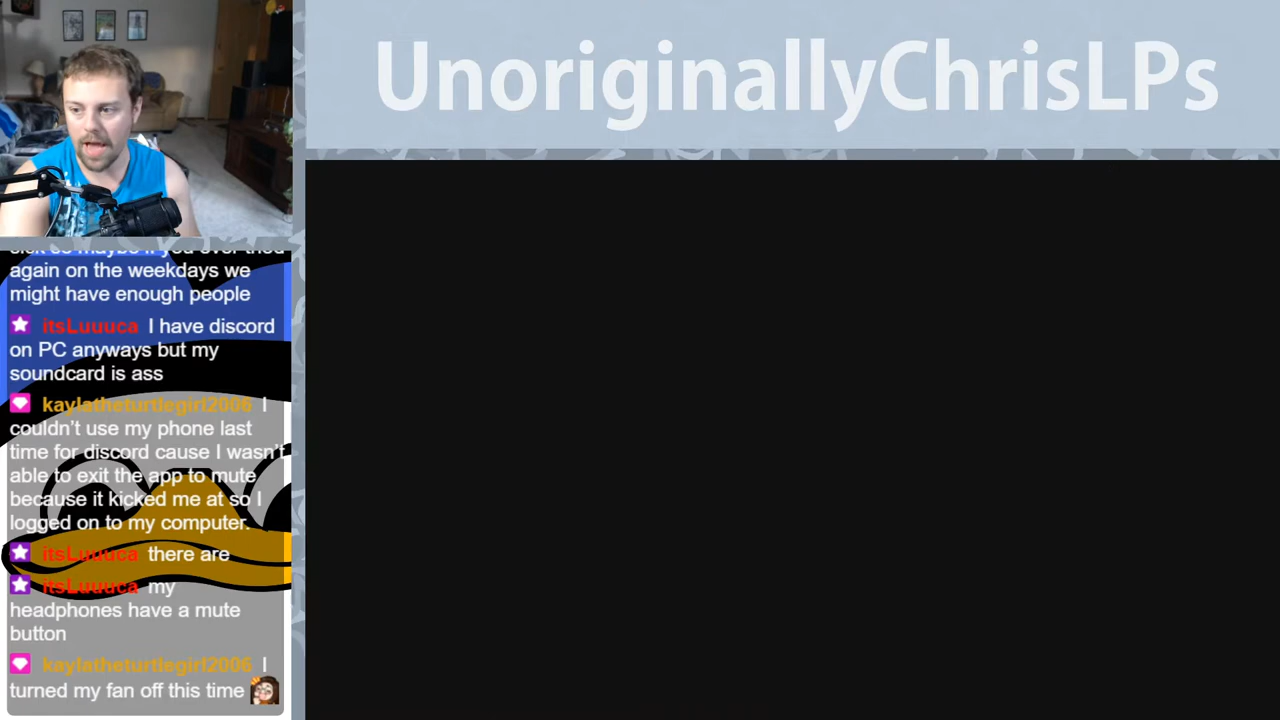 UnoriginallyChrisLPs
again on the weekdays we
might have enough people
itsLuuuca I have discord
on PC anyways but my
soundcard is ass
kaylatheturtlegirl2006 I
couldn't use my phone last
time for discord cause I wasn't
able to exit the app to mute
because it kicked me at so I
logged on to my computer.
itsLuuuca there are
itsLuuuca my
headphones have a mute
button
kaylatheturtlegirl2006 I
turned my fan off this time